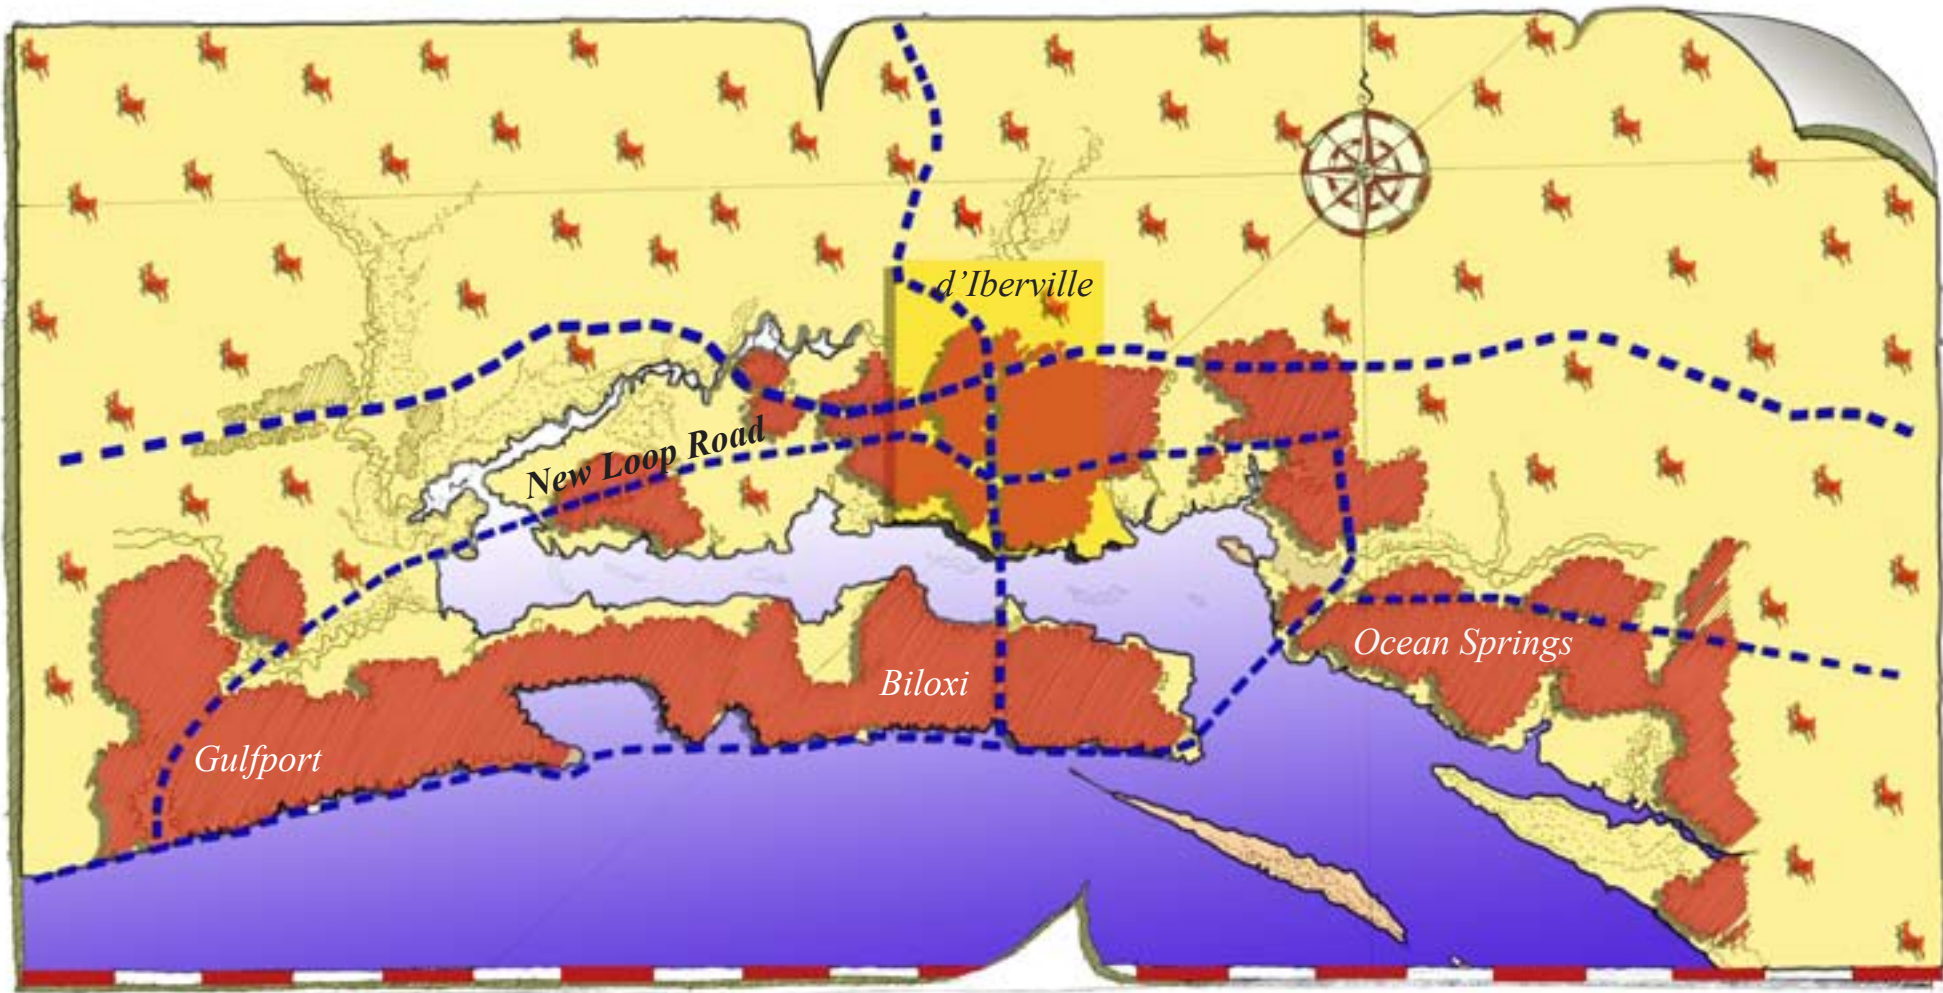 d’Iberville
New Loop Road
Ocean Springs
Biloxi
Gulfport